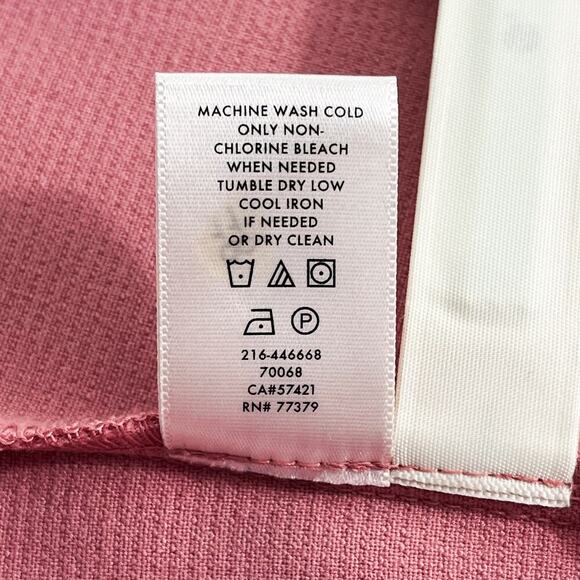 MACHINE WASH COLD
ONLY NON-
CHLORINE BLEACH
WHEN NEEDED
TUMBLE DRY LOW
COOL IRON
IF NEEDED
OR DRY CLEAN
P
216-446668
70068
CA#57421
RN# 77379